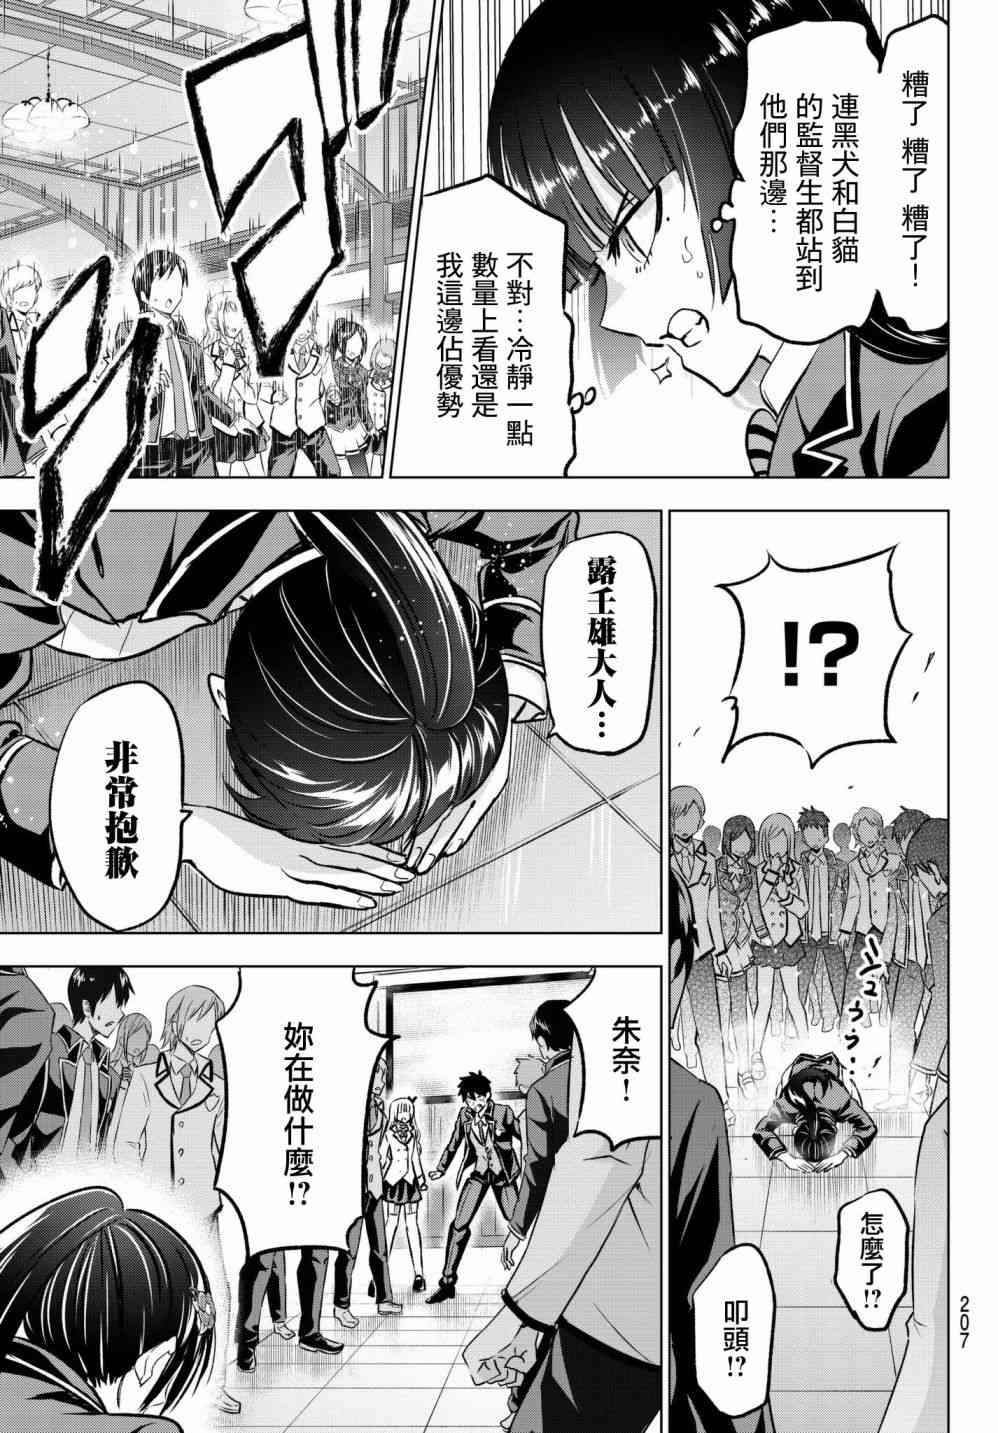 糟了 糟了 糟了！
連黑犬和白貓
的監督生都站到
他們那邊…
不對…冷靜一點
數量上看還是
我這邊佔優勢
!?
怎麼了!?
叩頭!?
露壬雄大人…
非常抱歉
朱奈！
妳在做什麼!?
207